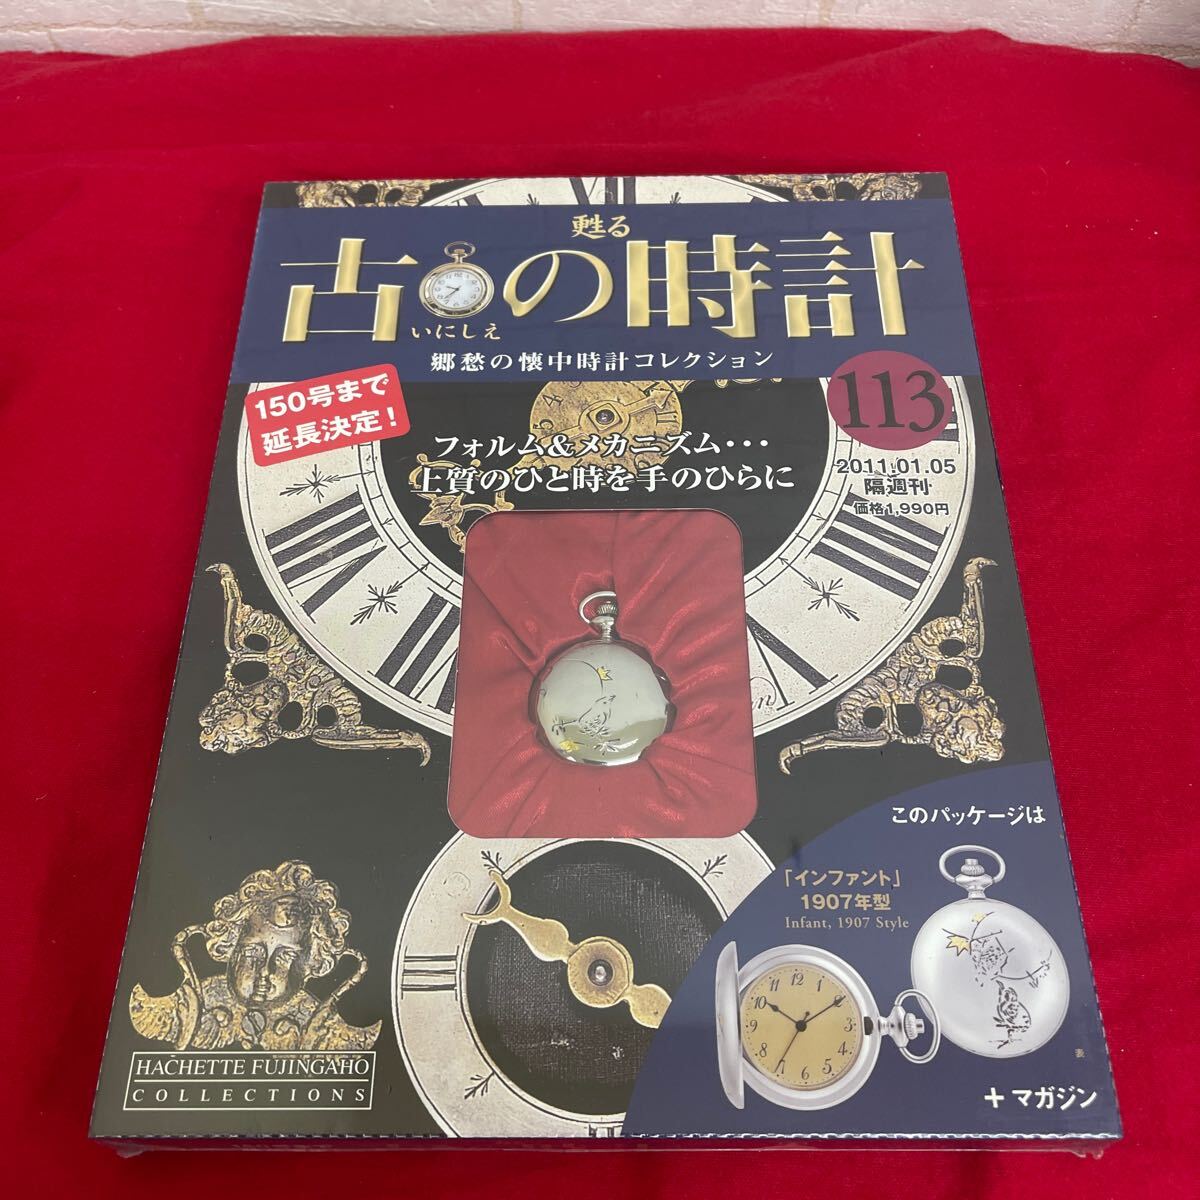 甦る
古の時計
いにしえ
郷愁の懐中時計コレクション
150号まで
延長決定!
113
2011.01.05
隔週刊
価格1,990円
フォルム&メカニズム・・・
上質のひと時を手のひらに
このパッケージは
「インファント」
1907年型
Infant, 1907 Style
表
+マガジン
HACHETTE FUJINGAHO
COLLECTIONS